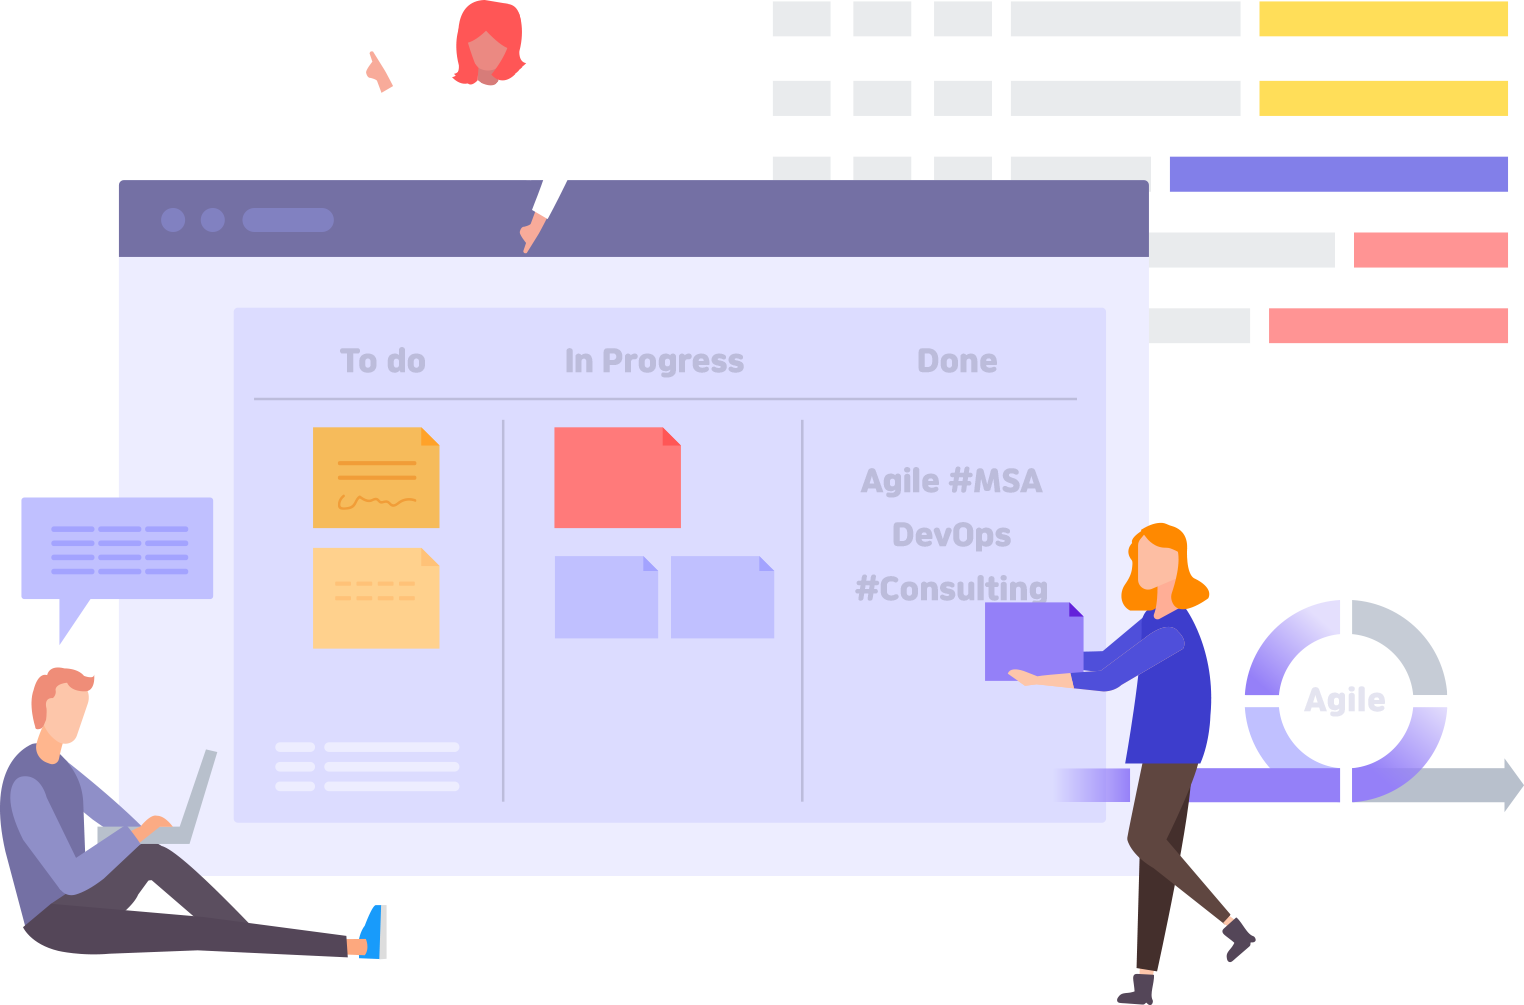 To do
In Progress
Done
Agile #MSA
DevOps
#Consulting
Agile